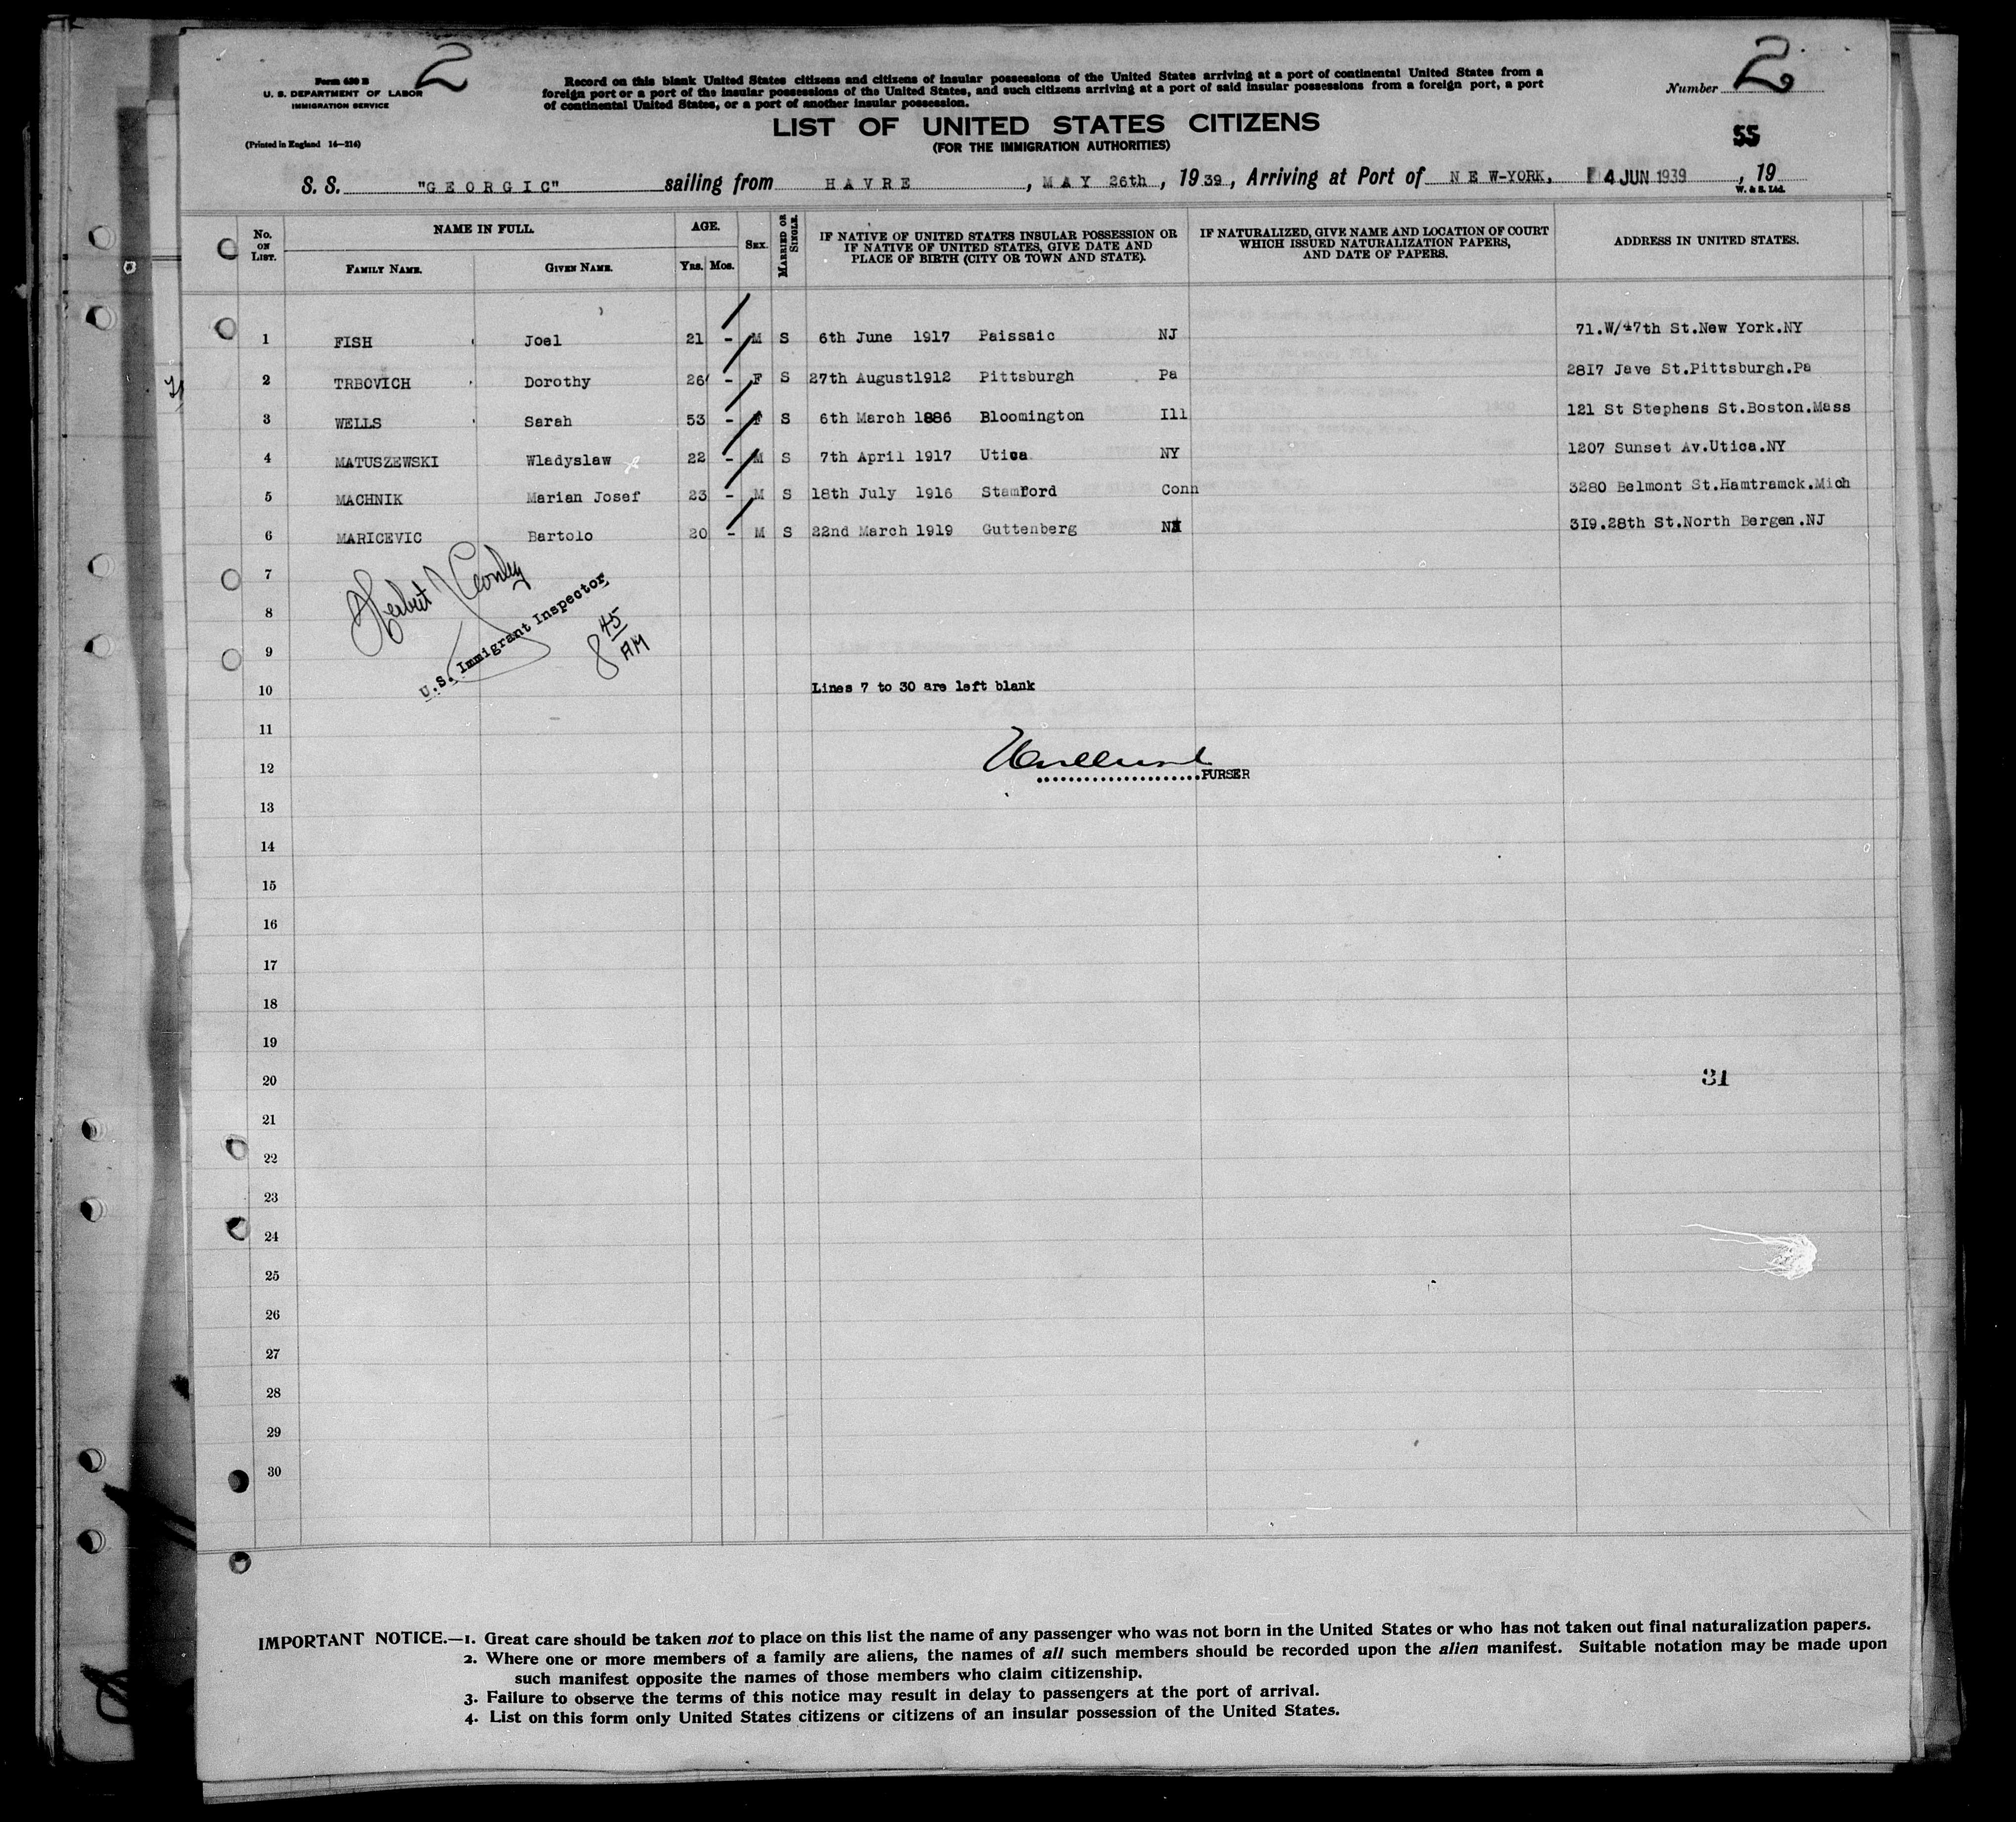 2
2
Form 630 B
U. S. DEPARTMENT OF LABOR
IMMIGRATION SERVICE
(Printed in England 14—214)
Record on this blank United States citizens and citizens of insular possessions of the United States arriving at a port of continental United States from a
foreign port or a port of the insular possessions of the United States, and such citizens arriving at a port of said insular possessions from a foreign port, a port
of continental United States, or a port of another insular possession.
Number
LIST OF UNITED STATES CITIZENS
(FOR THE IMMIGRATION AUTHORITIES)
55
S. S. "GEORGIC" sailing from HAVRE, MAY 26th, 1939, Arriving at Port of NEW-YORK, 4 JUN 1939, 19
W. & S. Ltd.
No. ON LIST. NAME IN FULL. AGE. SEX. MARRIED OR SINGLE. IF NATIVE OF UNITED STATES INSULAR POSSESSION OR IF NATIVE OF UNITED STATES, GIVE DATE AND PLACE OF BIRTH (CITY OR TOWN AND STATE). IF NATURALIZED, GIVE NAME AND LOCATION OF COURT WHICH ISSUED NATURALIZATION PAPERS, AND DATE OF PAPERS. ADDRESS IN UNITED STATES.
FAMILY NAME. GIVEN NAME. Yrs. Mos.
1 FISH Joel 21 - M S 6th June 1917 Paissaic NJ 71.W/47th St.New York.NY
2 TRBOVICH Dorothy 26 - F S 27th August1912 Pittsburgh Pa 2817 Jave St.Pittsburgh.Pa
3 WELLS Sarah 53 - F S 6th March 1886 Bloomington Ill 121 St Stephens St.Boston.Mass
4 MATUSZEWSKI Wladyslaw 22 - M S 7th April 1917 Utica NY 1207 Sunset Av.Utica.NY
5 MACHNIK Marian Josef 23 - M S 18th July 1916 Stamford Conn 3280 Belmont St.Hamtramck.Mich
6 MARICEVIC Bartolo 20 - M S 22nd March 1919 Guttenberg NJ 319.28th St.North Bergen.NJ
7
Herbert
8
U.S. Immigrant Inspector
8 45 AM
9
10 Lines 7 to 30 are left blank
11
12
PURSER
13
14
15
16
17
18
19
20 31
21
22
23
24
25
26
27
28
29
30
IMPORTANT NOTICE.—1. Great care should be taken not to place on this list the name of any passenger who was not born in the United States or who has not taken out final naturalization papers.
2. Where one or more members of a family are aliens, the names of all such members should be recorded upon the alien manifest. Suitable notation may be made upon
such manifest opposite the names of those members who claim citizenship.
3. Failure to observe the terms of this notice may result in delay to passengers at the port of arrival.
4. List on this form only United States citizens or citizens of an insular possession of the United States.